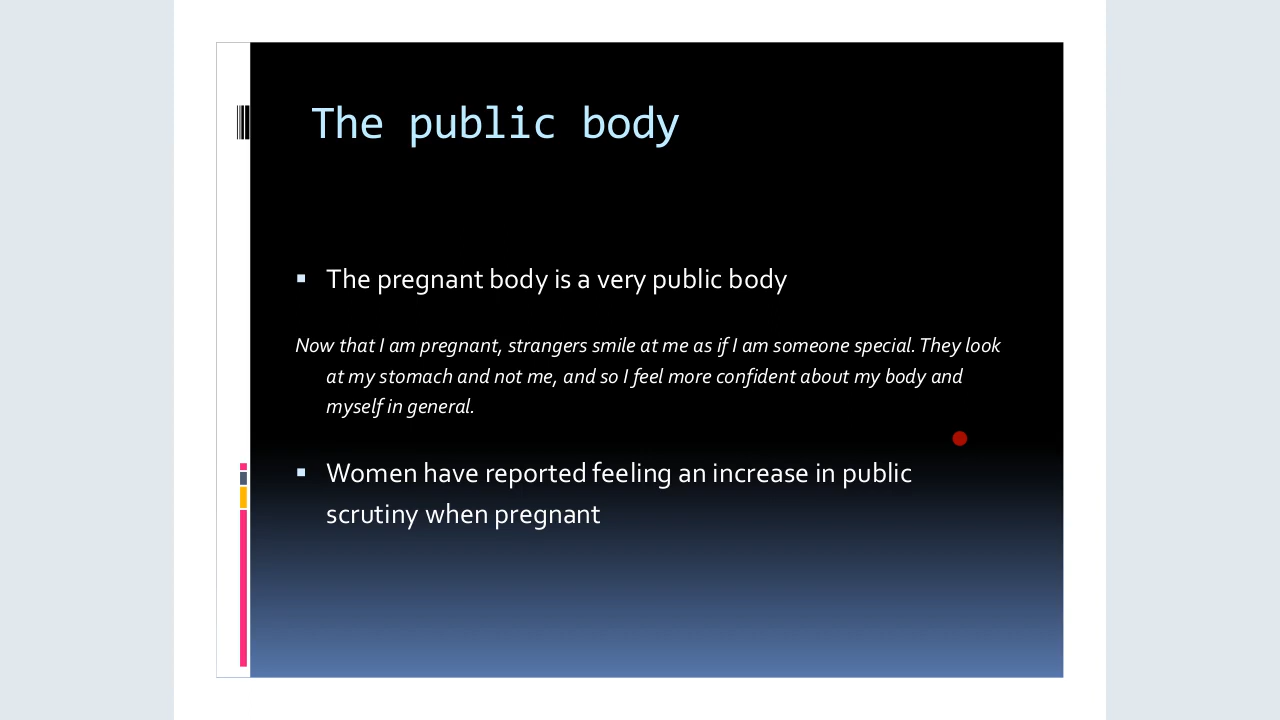 The public body
The pregnant body is a very public body
Now that I am pregnant, strangers smile at me as if I am someone special. They look
at my stomach and not me, and so I feel more confident about my body and
myself in general.
Women have reported feeling an increase in public
scrutiny when pregnant